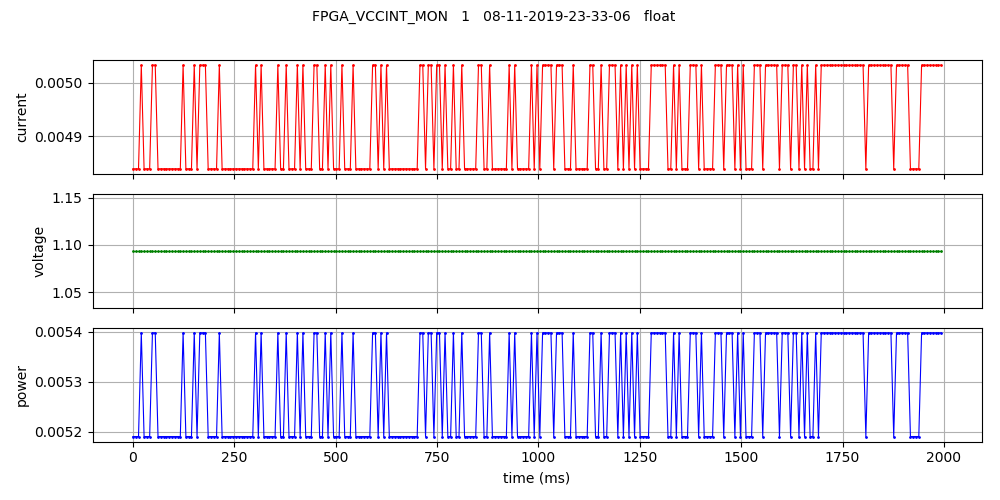 FPGA_VCCINT_MON 1 08-11-2019-23-33-06 float
0.0050
0.0049
current
1.15
1.10
1.05
voltage
0.0054
0.0053
0.0052
power
0 250 500 750 1000 1250 1500 1750 2000
time (ms)